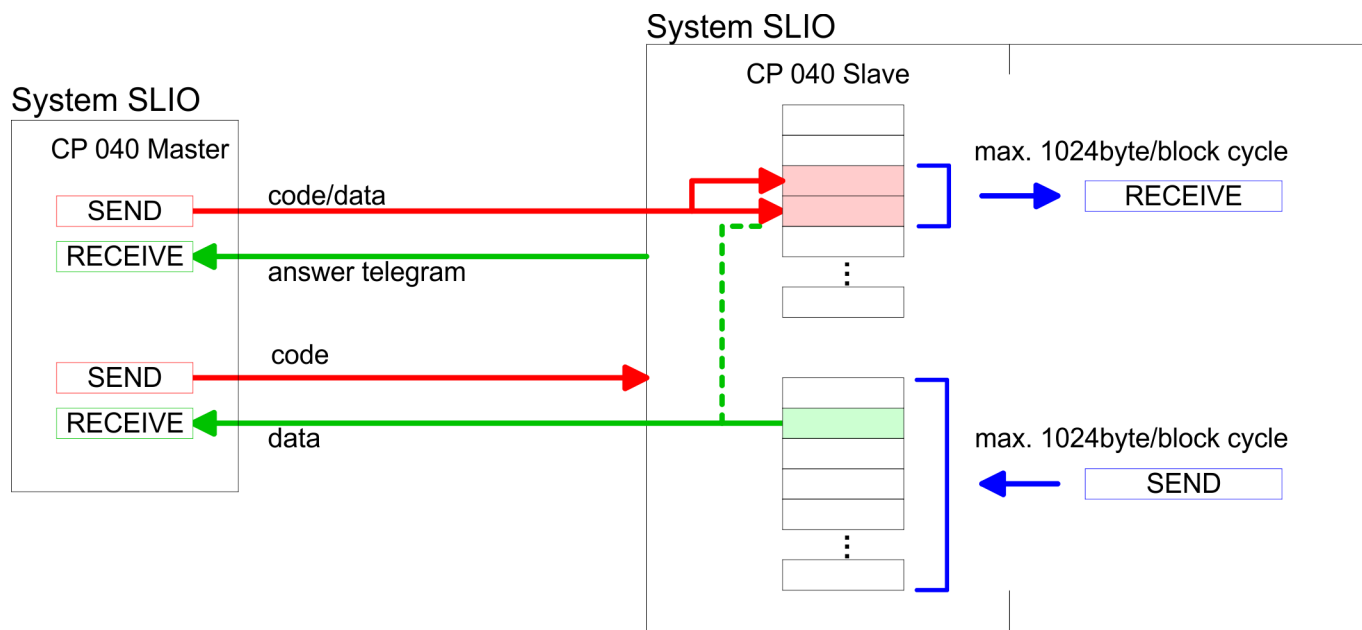 System SLIO
CP 040 Slave
System SLIO
CP 040 Master
max. 1024byte/block cycle
code/data
SEND
RECEIVE
RECEIVE
answer telegram
code
SEND
RECEIVE
data
max. 1024byte/block cycle
SEND